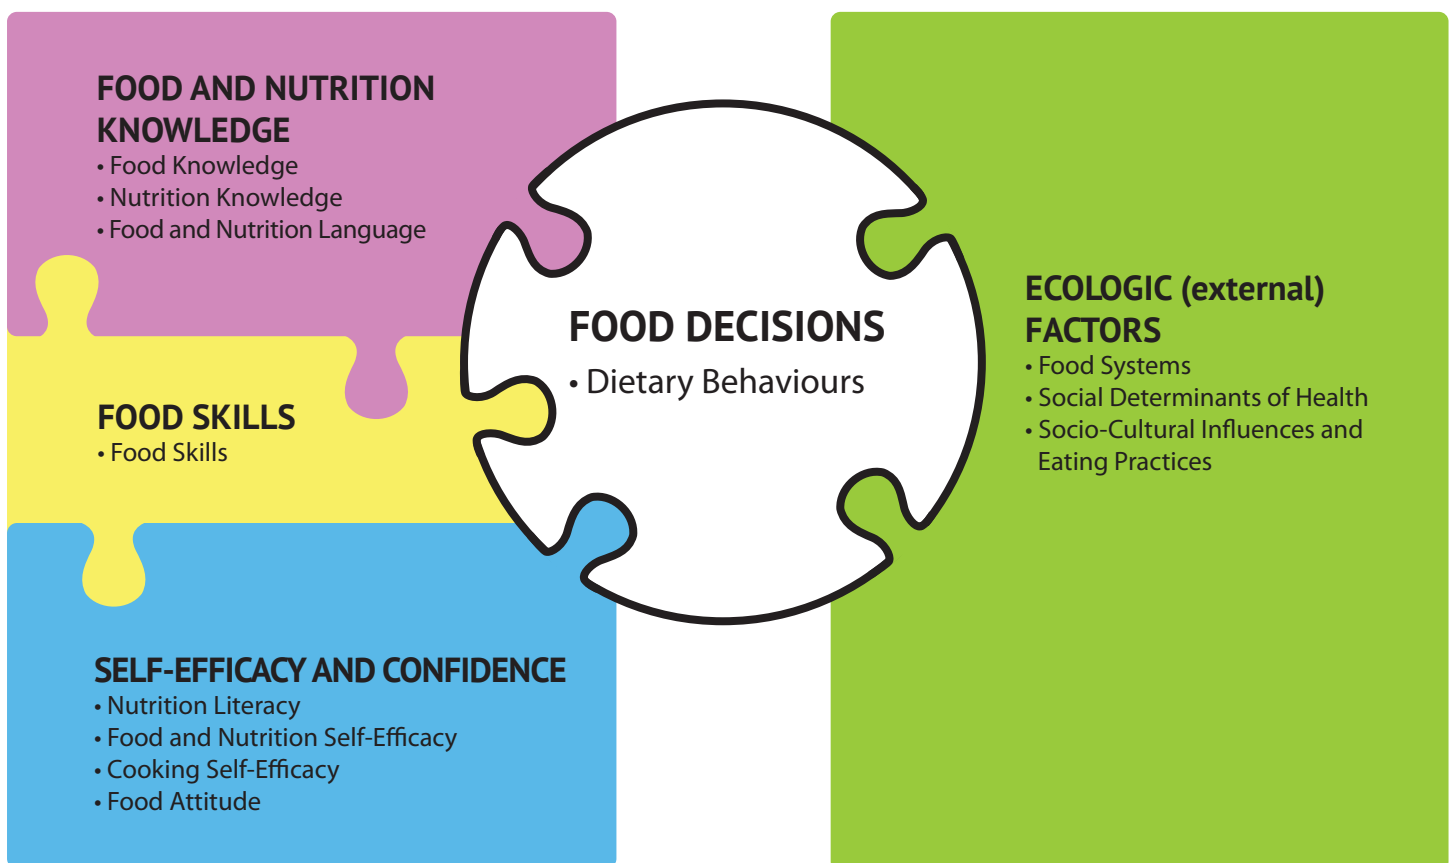 FOOD AND NUTRITION
KNOWLEDGE
• Food Knowledge
• Nutrition Knowledge
• Food and Nutrition Language
FOOD SKILLS
• Food Skills
SELF-EFFICACY AND CONFIDENCE
• Nutrition Literacy
• Food and Nutrition Self-Efficacy
• Cooking Self-Efficacy
• Food Attitude
FOOD DECISIONS
• Dietary Behaviours
ECOLOGIC (external)
FACTORS
• Food Systems
• Social Determinants of Health
• Socio-Cultural Influences and
Eating Practices